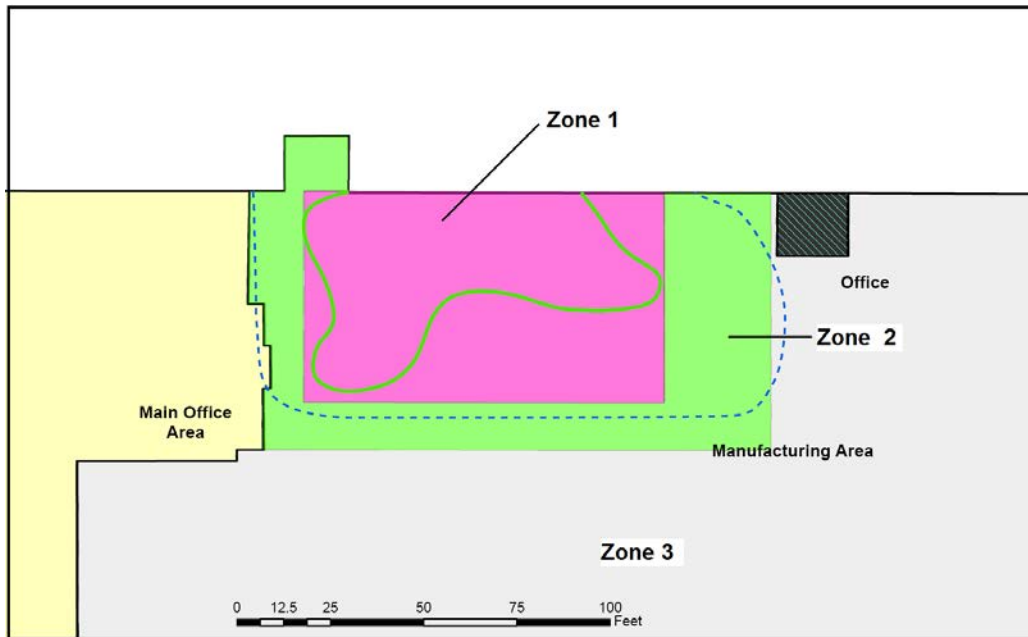 Zone 1
Office
Zone 2
Main Office
Area
Manufacturing Area
Zone 3
0 12.5 25 50 75 100
Feet